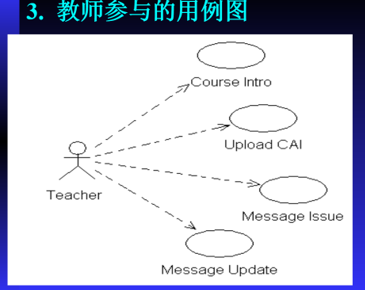 3. 教师参与的用例图
Course Intro
Upload CAI
Teacher
Message Issue
Message Update